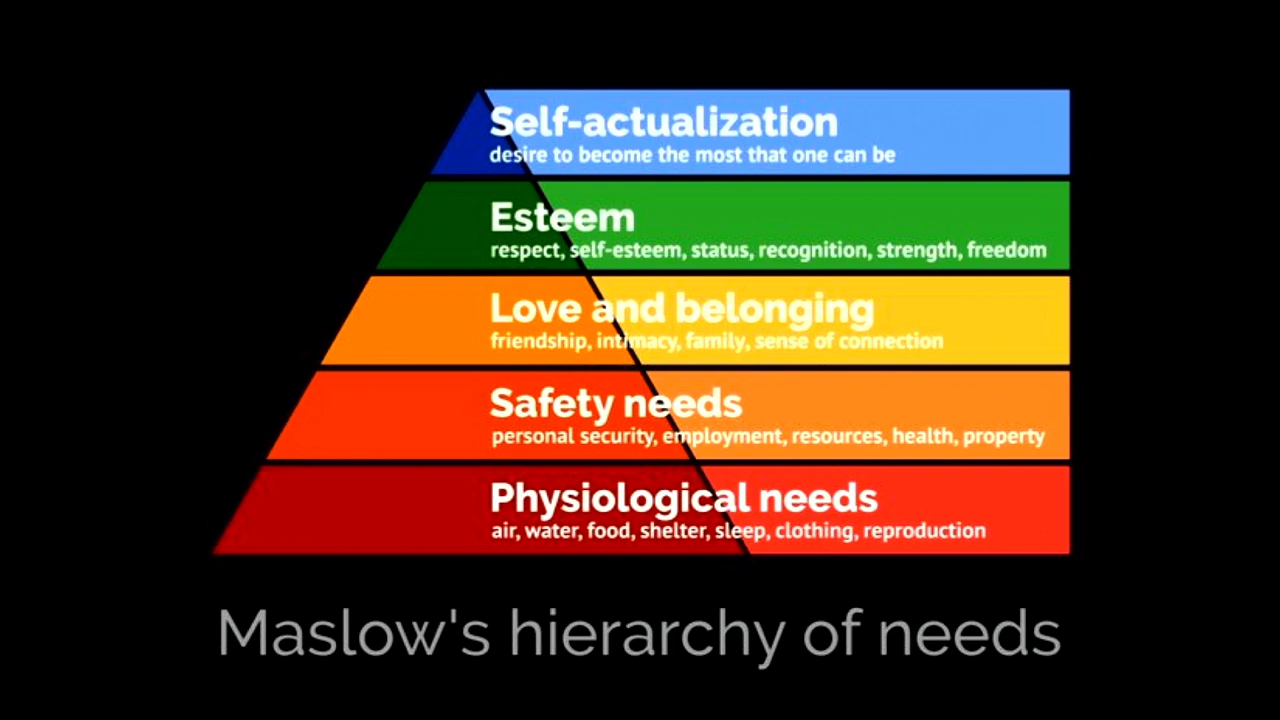 Self-actualization
desire to become the most that one can be
Esteem
respect, self-esteem, status, recognition, strength, freedom
Love and belonging
friendship, intimacy, family, sense of connection
Safety needs
personal security, employment, resources, health, property
Physiological needs
air, water, food, shelter, sleep, clothing, reproduction
Maslow's hierarchy of needs